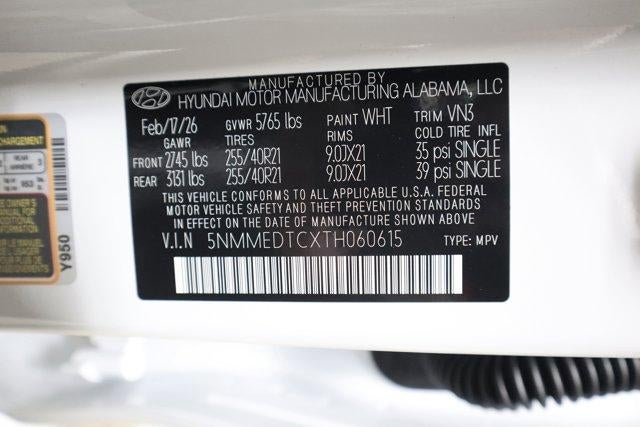 MANUFACTURED BY
HYUNDAI MOTOR MANUFACTURING ALABAMA, LLC
Feb/17/26 GVWR 5765 lbs PAINT WHT TRIM VN3
GAWR TIRES RIMS COLD TIRE INFL
FRONT 2745 lbs 255/40R21 9.0JX21 35 psi SINGLE
REAR 3131 lbs 255/40R21 9.0JX21 39 psi SINGLE
THIS VEHICLE CONFORMS TO ALL APPLICABLE U.S.A. FEDERAL
MOTOR VEHICLE SAFETY AND THEFT PREVENTION STANDARDS
IN EFFECT ON THE DATE OF MANUFACTURE SHOWN ABOVE
V.I.N 5NMMEDTCXTH060615 TYPE: MPV
Y950